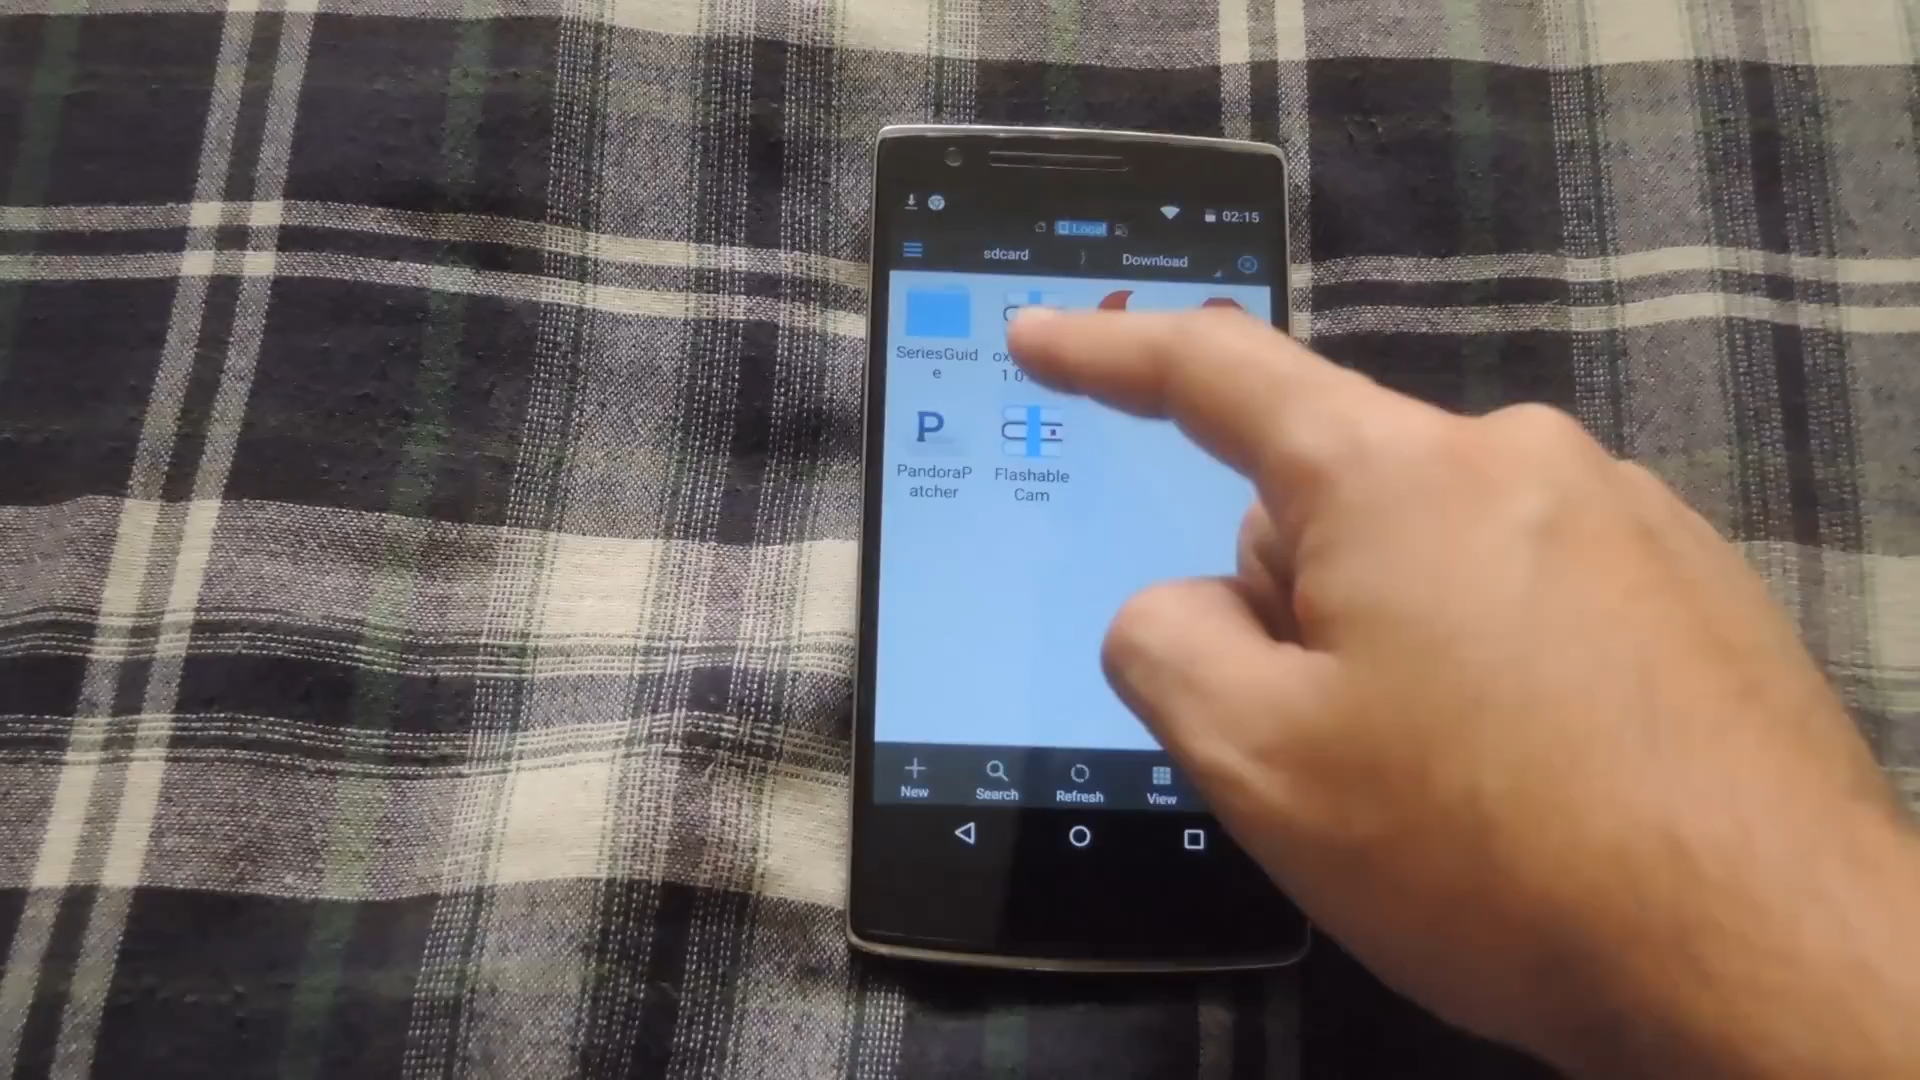 02:15
Local
sdcard
Download
SeriesGuid
e
P
PandoraP
atcher
Flashable
Cam
New
Search
Refresh
View